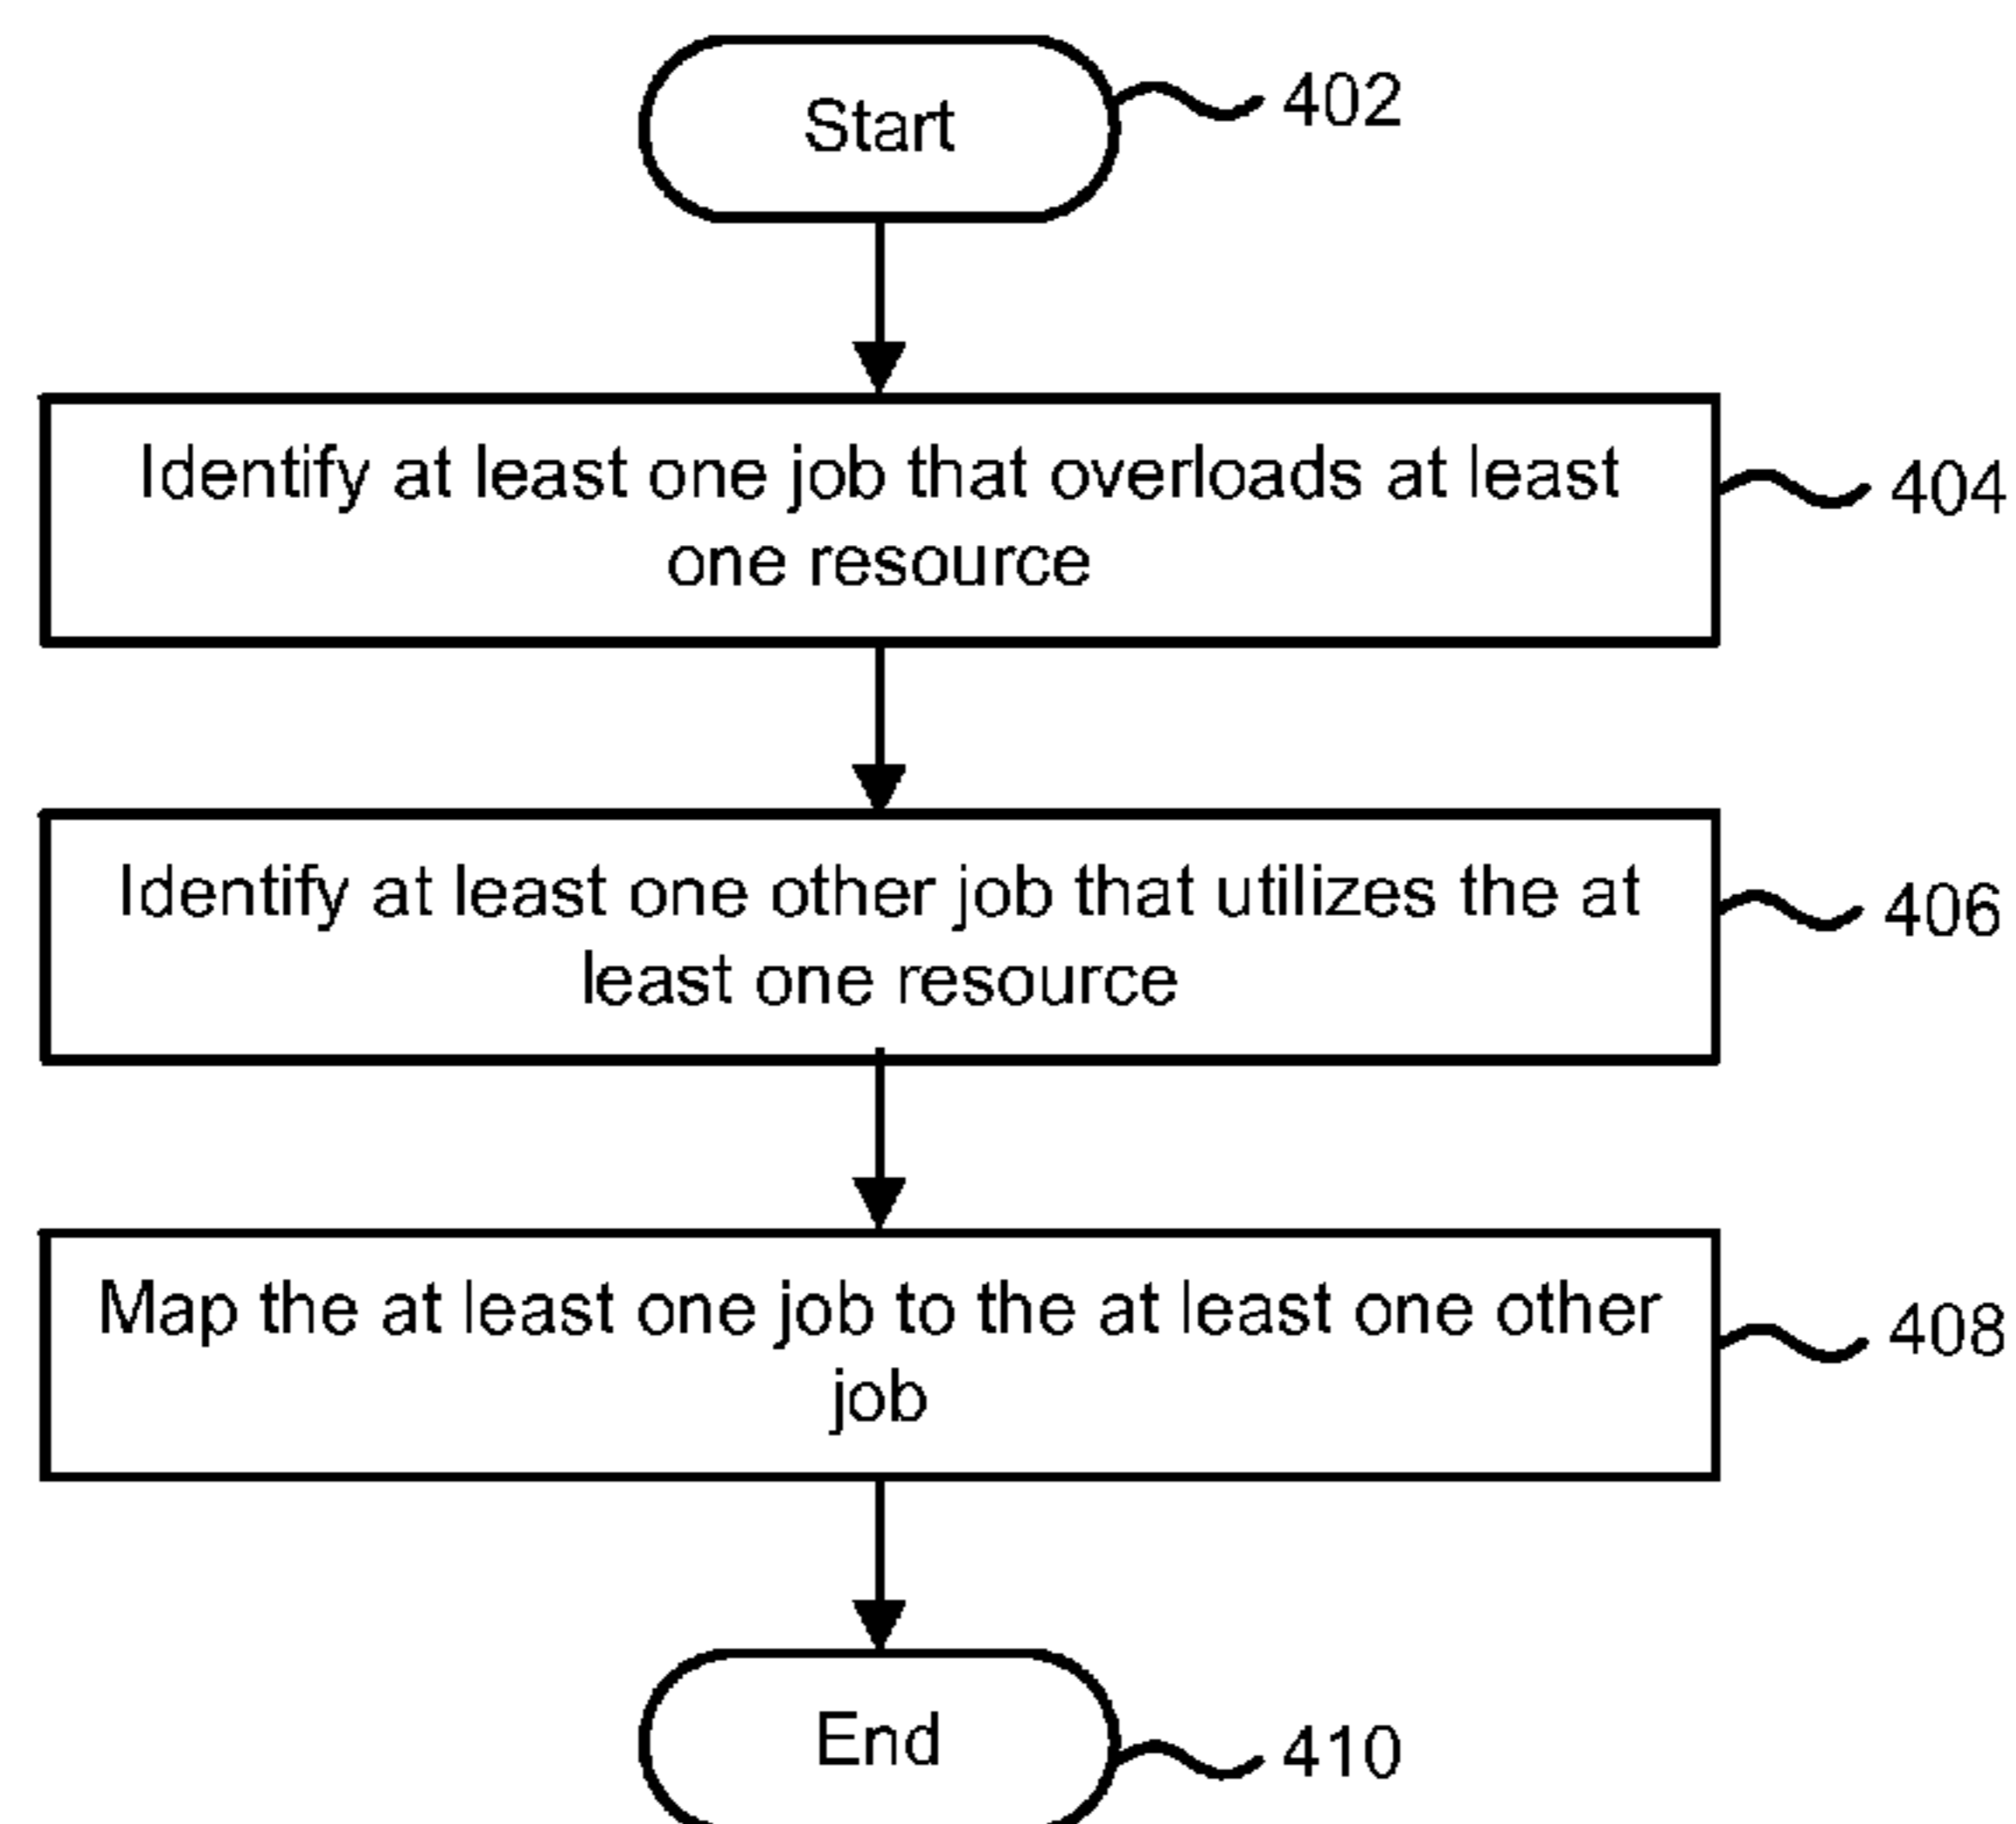 Start
402
Identify at least one job that overloads at least
one resource
404
Identify at least one other job that utilizes the at
least one resource
406
Map the at least one job to the at least one other
job
408
End
410